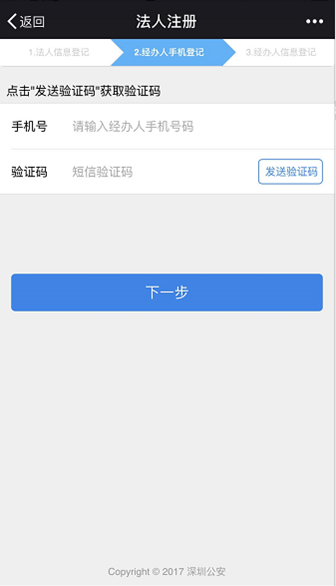 返回 法人注册
1.法人信息登记 2.经办人手机登记 3.经办人信息登记
点击"发送验证码"获取验证码
手机号 请输入经办人手机号码
验证码 短信验证码 发送验证码
下一步
Copyright © 2017 深圳公安